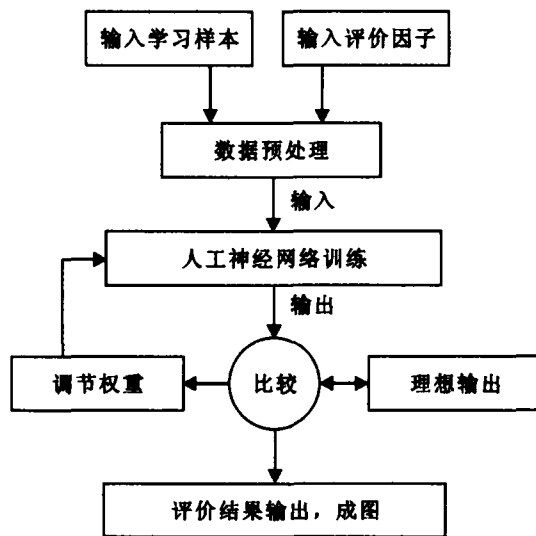 输入学习样本
输入评价因子
数据预处理
输入
人工神经网络训练
输出
调节权重
比较
理想输出
评价结果输出，成图